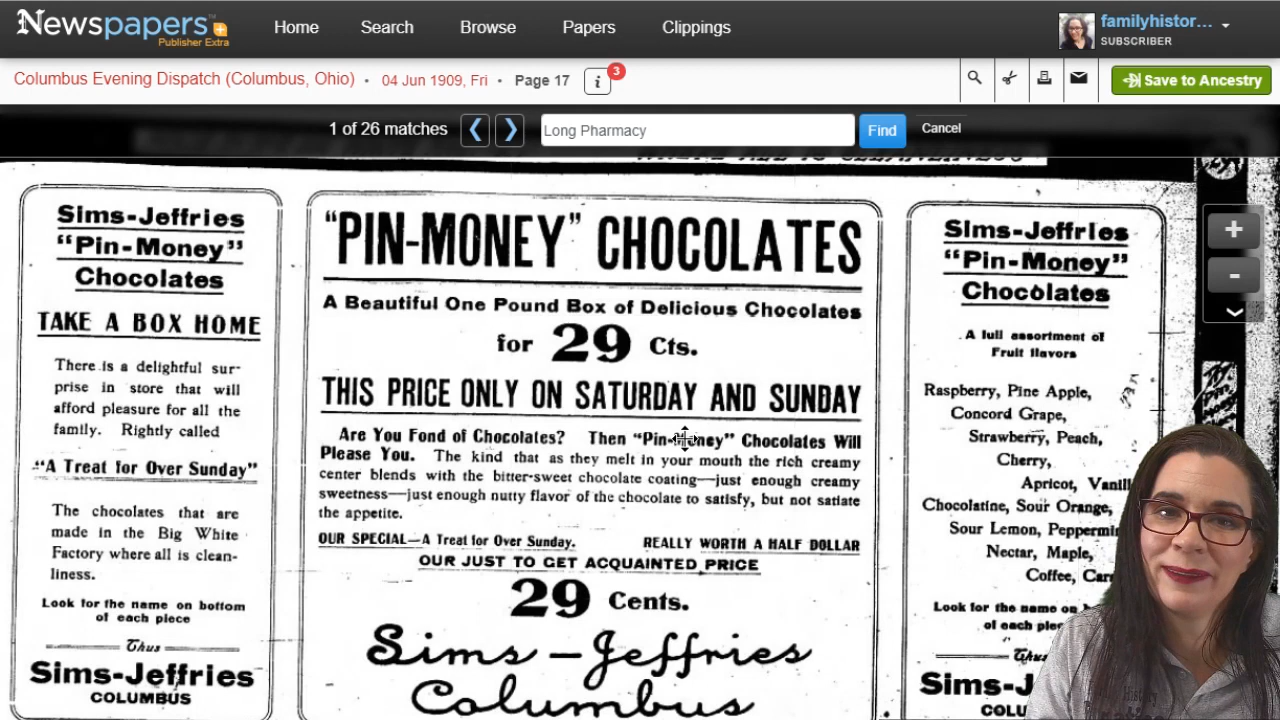 Newspapers™
Publisher Extra
Home
Search
Browse
Papers
Clippings
familyhistor...
SUBSCRIBER
Columbus Evening Dispatch (Columbus, Ohio) • 04 Jun 1909, Fri • Page 17
3
Save to Ancestry
1 of 26 matches
Long Pharmacy
Find
Cancel
Sims-Jeffries
“Pin-Money”
Chocolates
TAKE A BOX HOME
There is a delightful sur-
prise in store that will
afford pleasure for all the
family. Rightly called
“A Treat for Over Sunday”
The chocolates that are
made in the Big White
Factory where all is clean-
liness.
Look for the name on bottom
of each piece
Thus
Sims-Jeffries
COLUMBUS
“PIN-MONEY” CHOCOLATES
A Beautiful One Pound Box of Delicious Chocolates
for 29 Cts.
THIS PRICE ONLY ON SATURDAY AND SUNDAY
Are You Fond of Chocolates? Then “Pin-Money” Chocolates Will
Please You. The kind that as they melt in your mouth the rich creamy
center blends with the bitter-sweet chocolate coating—just enough creamy
sweetness—just enough nutty flavor of the chocolate to satisfy, but not satiate
the appetite.
OUR SPECIAL—A Treat for Over Sunday. REALLY WORTH A HALF DOLLAR
OUR JUST TO GET ACQUAINTED PRICE
29 Cents.
Sims-Jeffries
Columbus
Sims-Jeffries
“Pin-Money”
Chocolates
A full assortment of
Fruit flavors
Raspberry, Pine Apple,
Concord Grape,
Strawberry, Peach,
Cherry,
Apricot, Vanill
Chocolatine, Sour Orange,
Sour Lemon, Peppermin
Nectar, Maple,
Coffee, Car
Look for the name on
of each
Thus
Sims-J
COLU